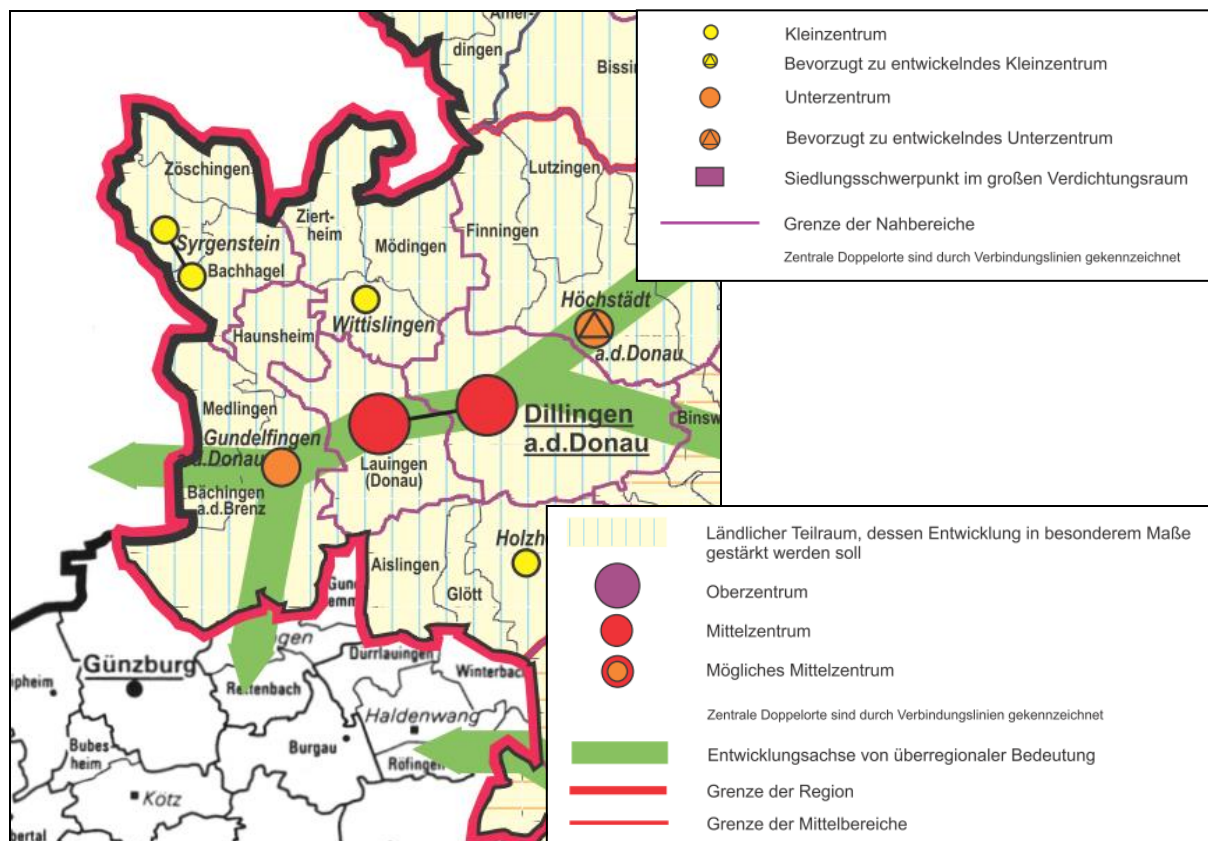 dingen
Bissin
Zöschingen
Lutzingen
Ziert-
heim
Finningen
Mödingen
Syrgenstein
Bachhagel
Höchstädt
a.d.Donau
Wittislingen
Haunsheim
Medlingen
Dillingen
a.d.Donau
Binsw
Gundelfingen
a.d.Donau
Lauingen
(Donau)
Bächingen
a.d.Brenz
Holzh
Aislingen
Glött
Günzburg
Durrlauingen
Winterbac
Rettenbach
Haldenwang
Burgau
Bubes-
heim
Röfingen
Kötz
Kleinzentrum
Bevorzugt zu entwickelndes Kleinzentrum
Unterzentrum
Bevorzugt zu entwickelndes Unterzentrum
Siedlungsschwerpunkt im großen Verdichtungsraum
Grenze der Nahbereiche
Zentrale Doppelorte sind durch Verbindungslinien gekennzeichnet
Ländlicher Teilraum, dessen Entwicklung in besonderem Maße
gestärkt werden soll
Oberzentrum
Mittelzentrum
Mögliches Mittelzentrum
Zentrale Doppelorte sind durch Verbindungslinien gekennzeichnet
Entwicklungsachse von überregionaler Bedeutung
Grenze der Region
Grenze der Mittelbereiche